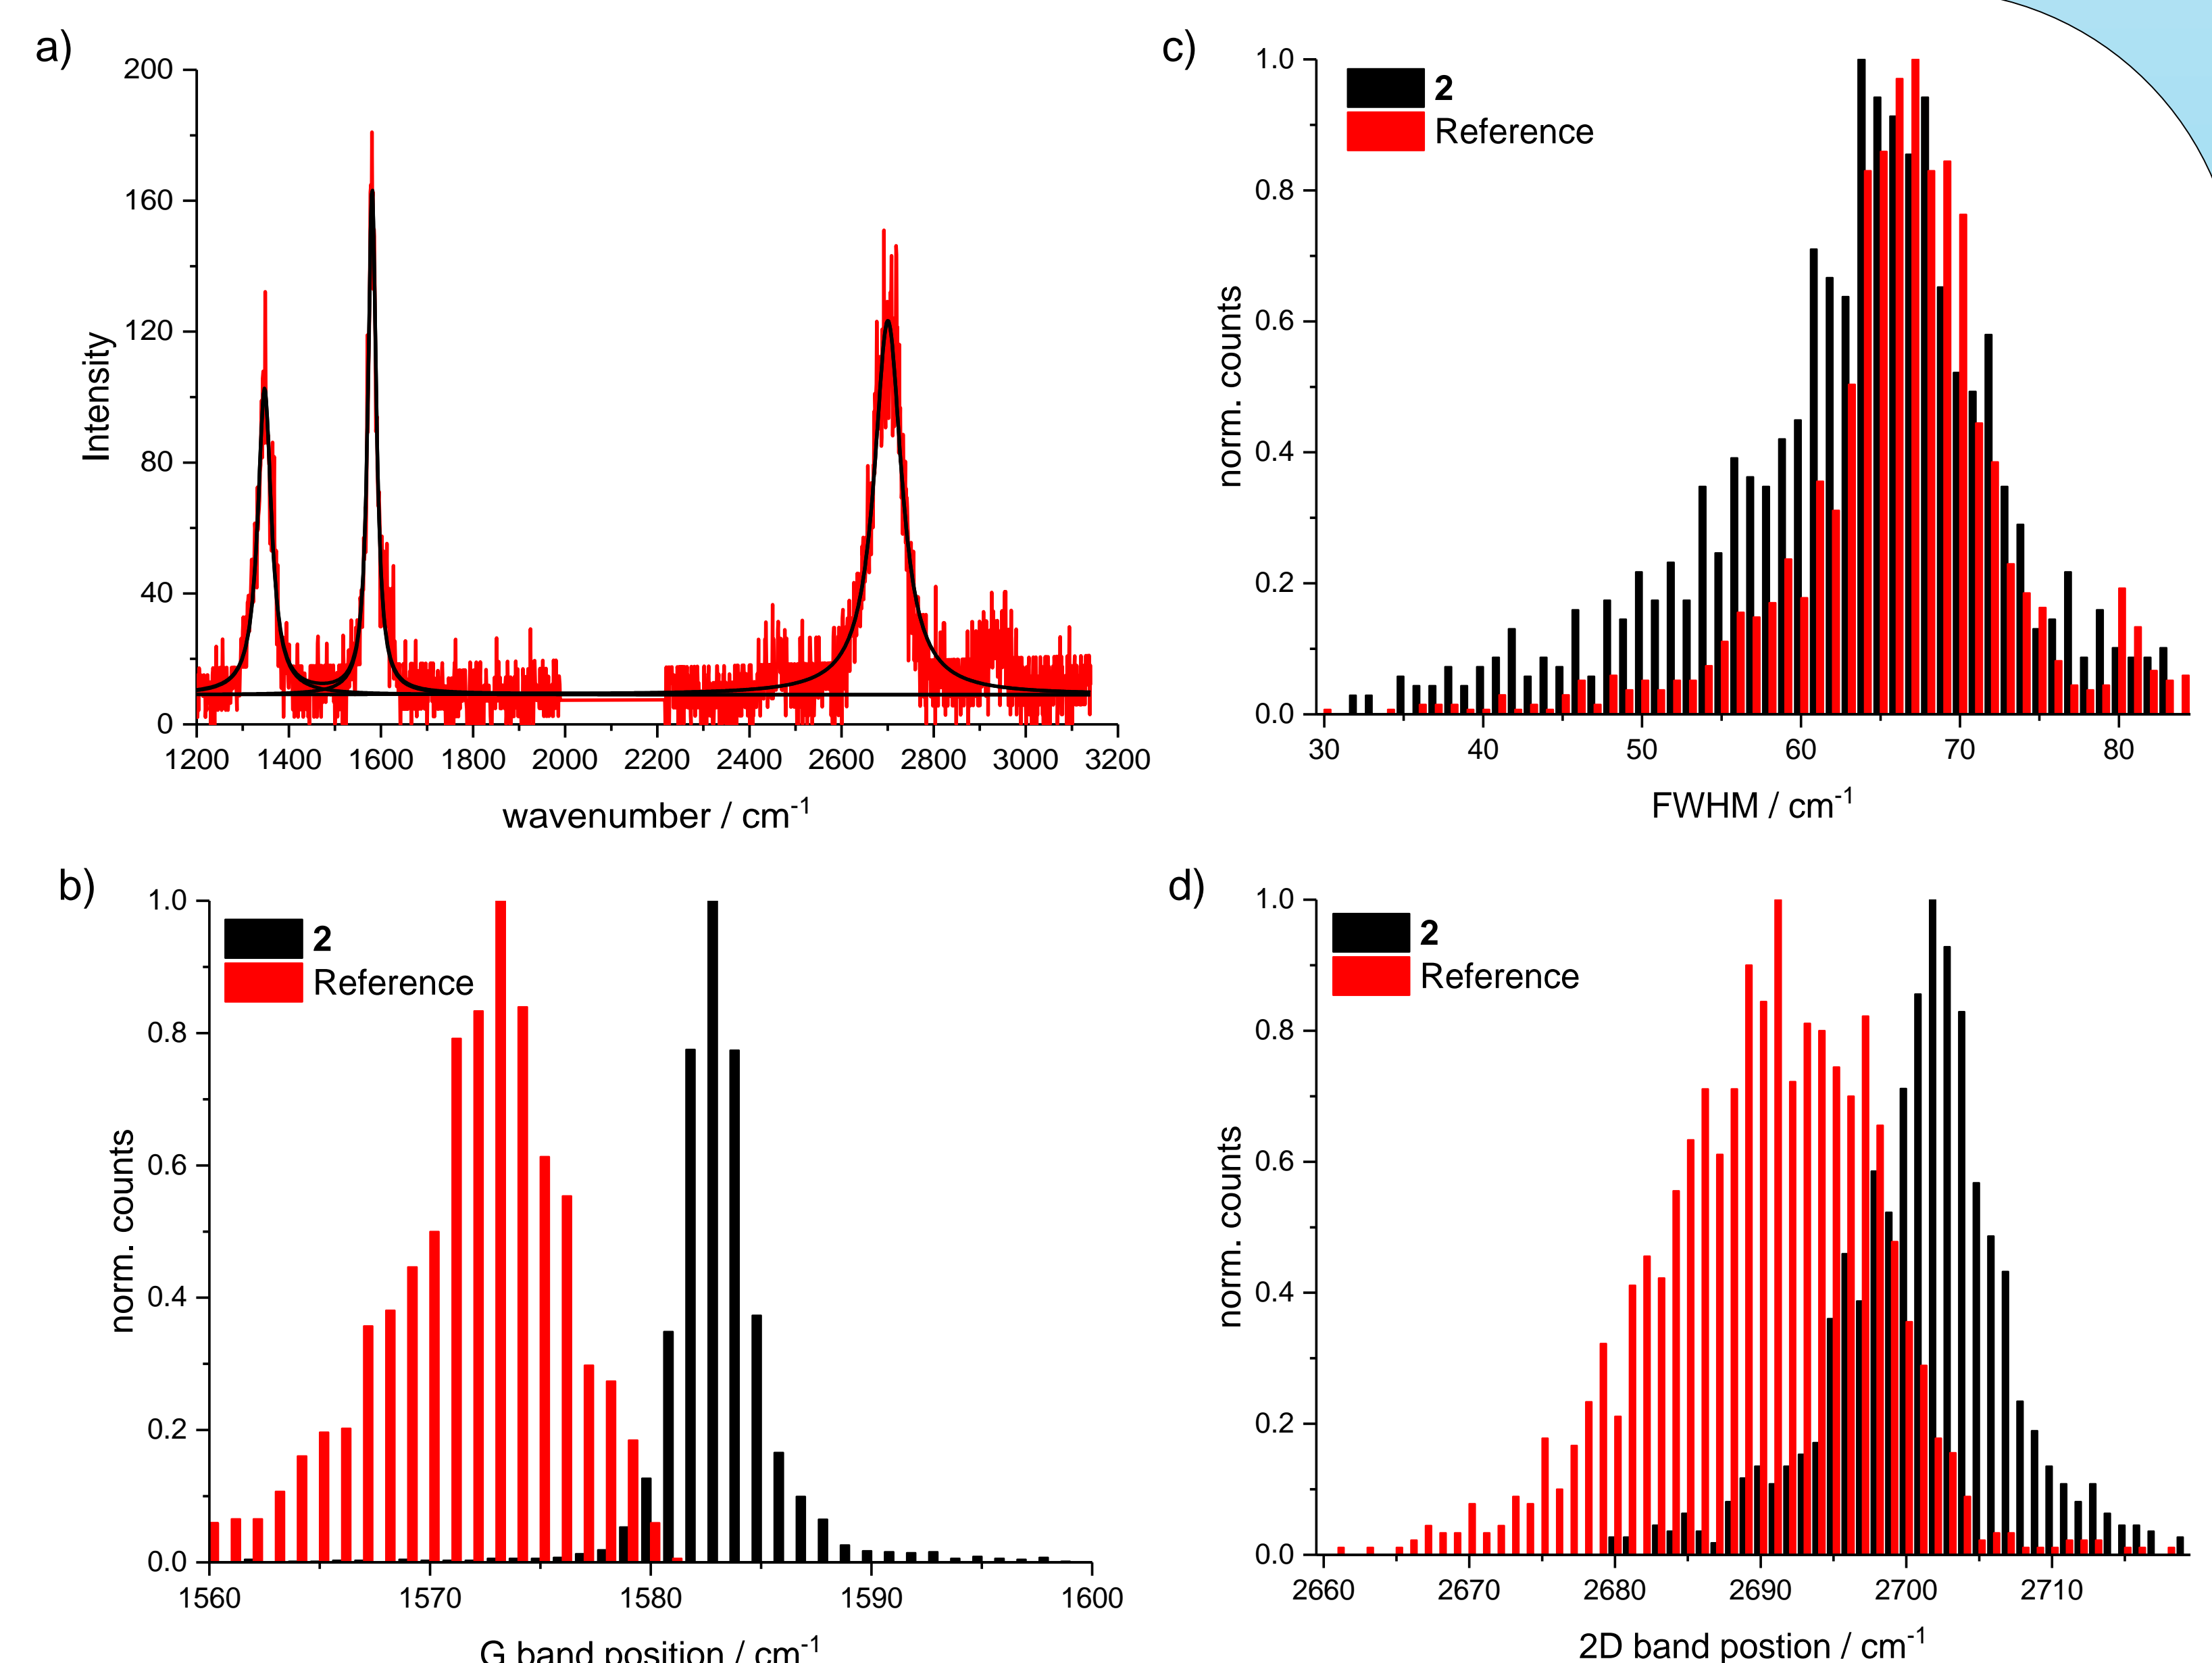 a)
200
160
120
80
40
0
Intensity
1200 1400 1600 1800 2000 2200 2400 2600 2800 3000 3200
wavenumber / cm-1
c)
1.0
0.8
0.6
0.4
0.2
0.0
norm. counts
2
Reference
30 40 50 60 70 80
FWHM / cm-1
b)
1.0
0.8
0.6
0.4
0.2
0.0
norm. counts
2
Reference
1560 1570 1580 1590 1600
G band position / cm-1
d)
1.0
0.8
0.6
0.4
0.2
0.0
norm. counts
2
Reference
2660 2670 2680 2690 2700 2710
2D band postion / cm-1